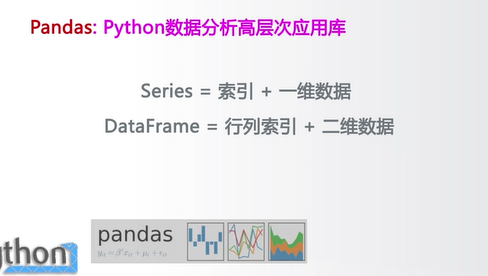 Pandas: Python数据分析高层次应用库
Series = 索引 + 一维数据
DataFrame = 行列索引 + 二维数据
pandas
ython